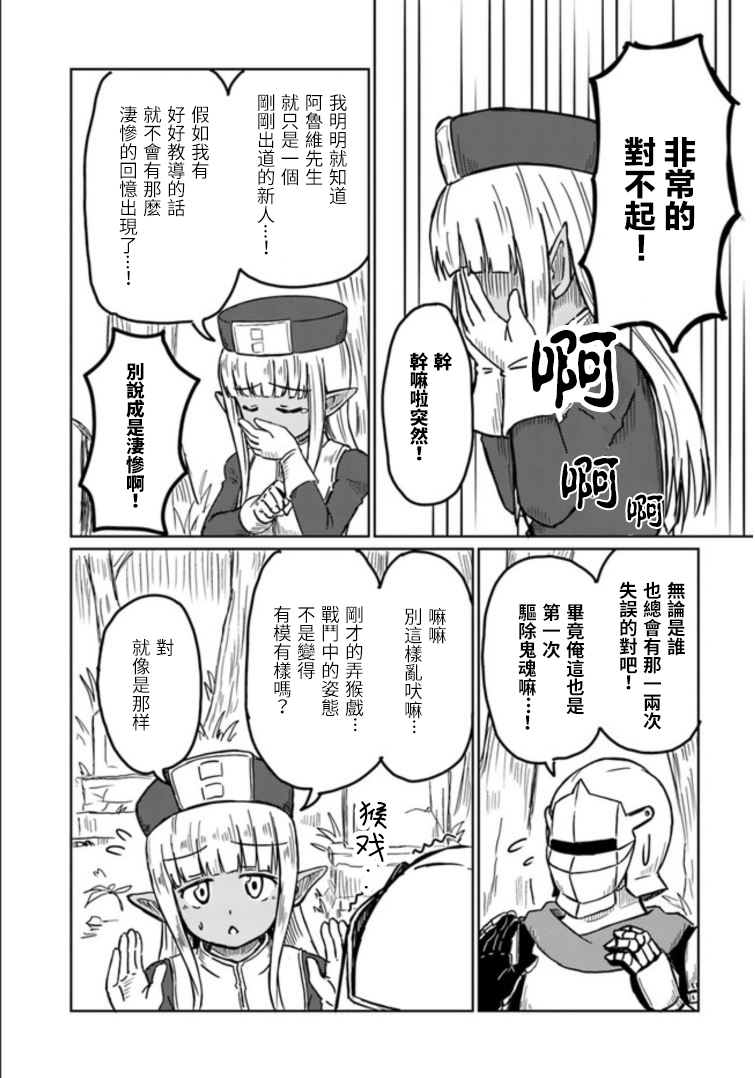 非常的
對不起！
幹
幹嘛啦突然！
啊
啊
啊
我明明就知道
阿魯維先生
就只是一個
剛剛出道的新人…！
假如我有
好好教導的話
就不會有那麼
淒慘的回憶出現了…！
別說成是淒慘啊！
無論是誰
也總會有那一兩次
失誤的對吧！
畢竟俺這也是
第一次
驅除鬼魂嘛…！
嘛嘛
別這樣亂吠嘛…
剛才的弄猴戲…
戰鬥中的姿態
不是變得
有模有樣嗎？
猴戏…
對
就像是那样